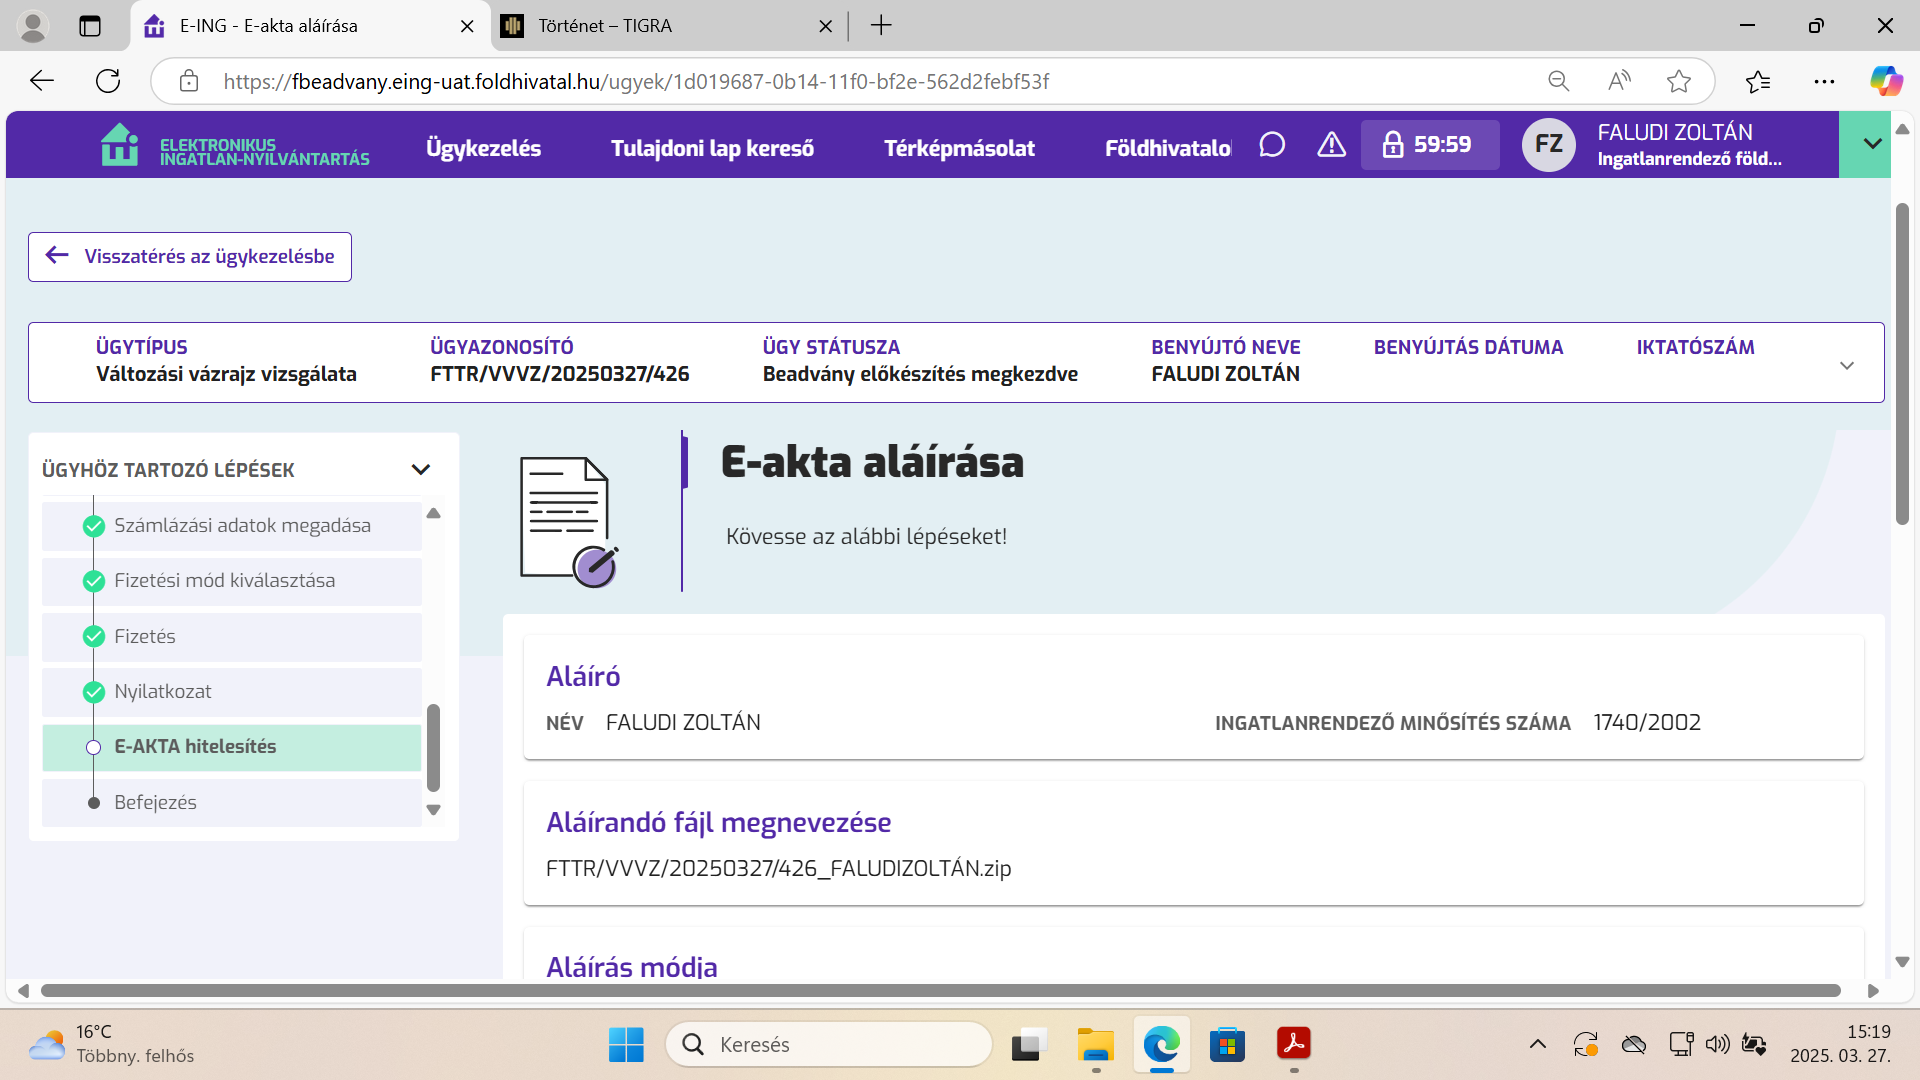 E-ING - E-akta aláírása
Történet – TIGRA
https://fbeadvany.eing-uat.foldhivatal.hu/ugyek/1d019687-0b14-11f0-bf2e-562d2febf53f
ELEKTRONIKUS
INGATLAN-NYILVÁNTARTÁS
Ügykezelés
Tulajdoni lap kereső
Térképmásolat
Földhivatalo
59:59
FZ
FALUDI ZOLTÁN
Ingatlanrendező föld...
Visszatérés az ügykezelésbe
ÜGYTÍPUS
Változási vázrajz vizsgálata
ÜGYAZONOSÍTÓ
FTTR/VVVZ/20250327/426
ÜGY STÁTUSZA
Beadvány előkészítés megkezdve
BENYÚJTÓ NEVE
FALUDI ZOLTÁN
BENYÚJTÁS DÁTUMA
IKTATÓSZÁM
ÜGYHÖZ TARTOZÓ LÉPÉSEK
Számlázási adatok megadása
Fizetési mód kiválasztása
Fizetés
Nyilatkozat
E-AKTA hitelesítés
Befejezés
E-akta aláírása
Kövesse az alábbi lépéseket!
Aláíró
NÉV FALUDI ZOLTÁN
INGATLANRENDEZŐ MINŐSÍTÉS SZÁMA 1740/2002
Aláírandó fájl megnevezése
FTTR/VVVZ/20250327/426_FALUDIZOLTÁN.zip
Aláírás módja
16°C
Többny. felhős
Keresés
15:19
2025. 03. 27.